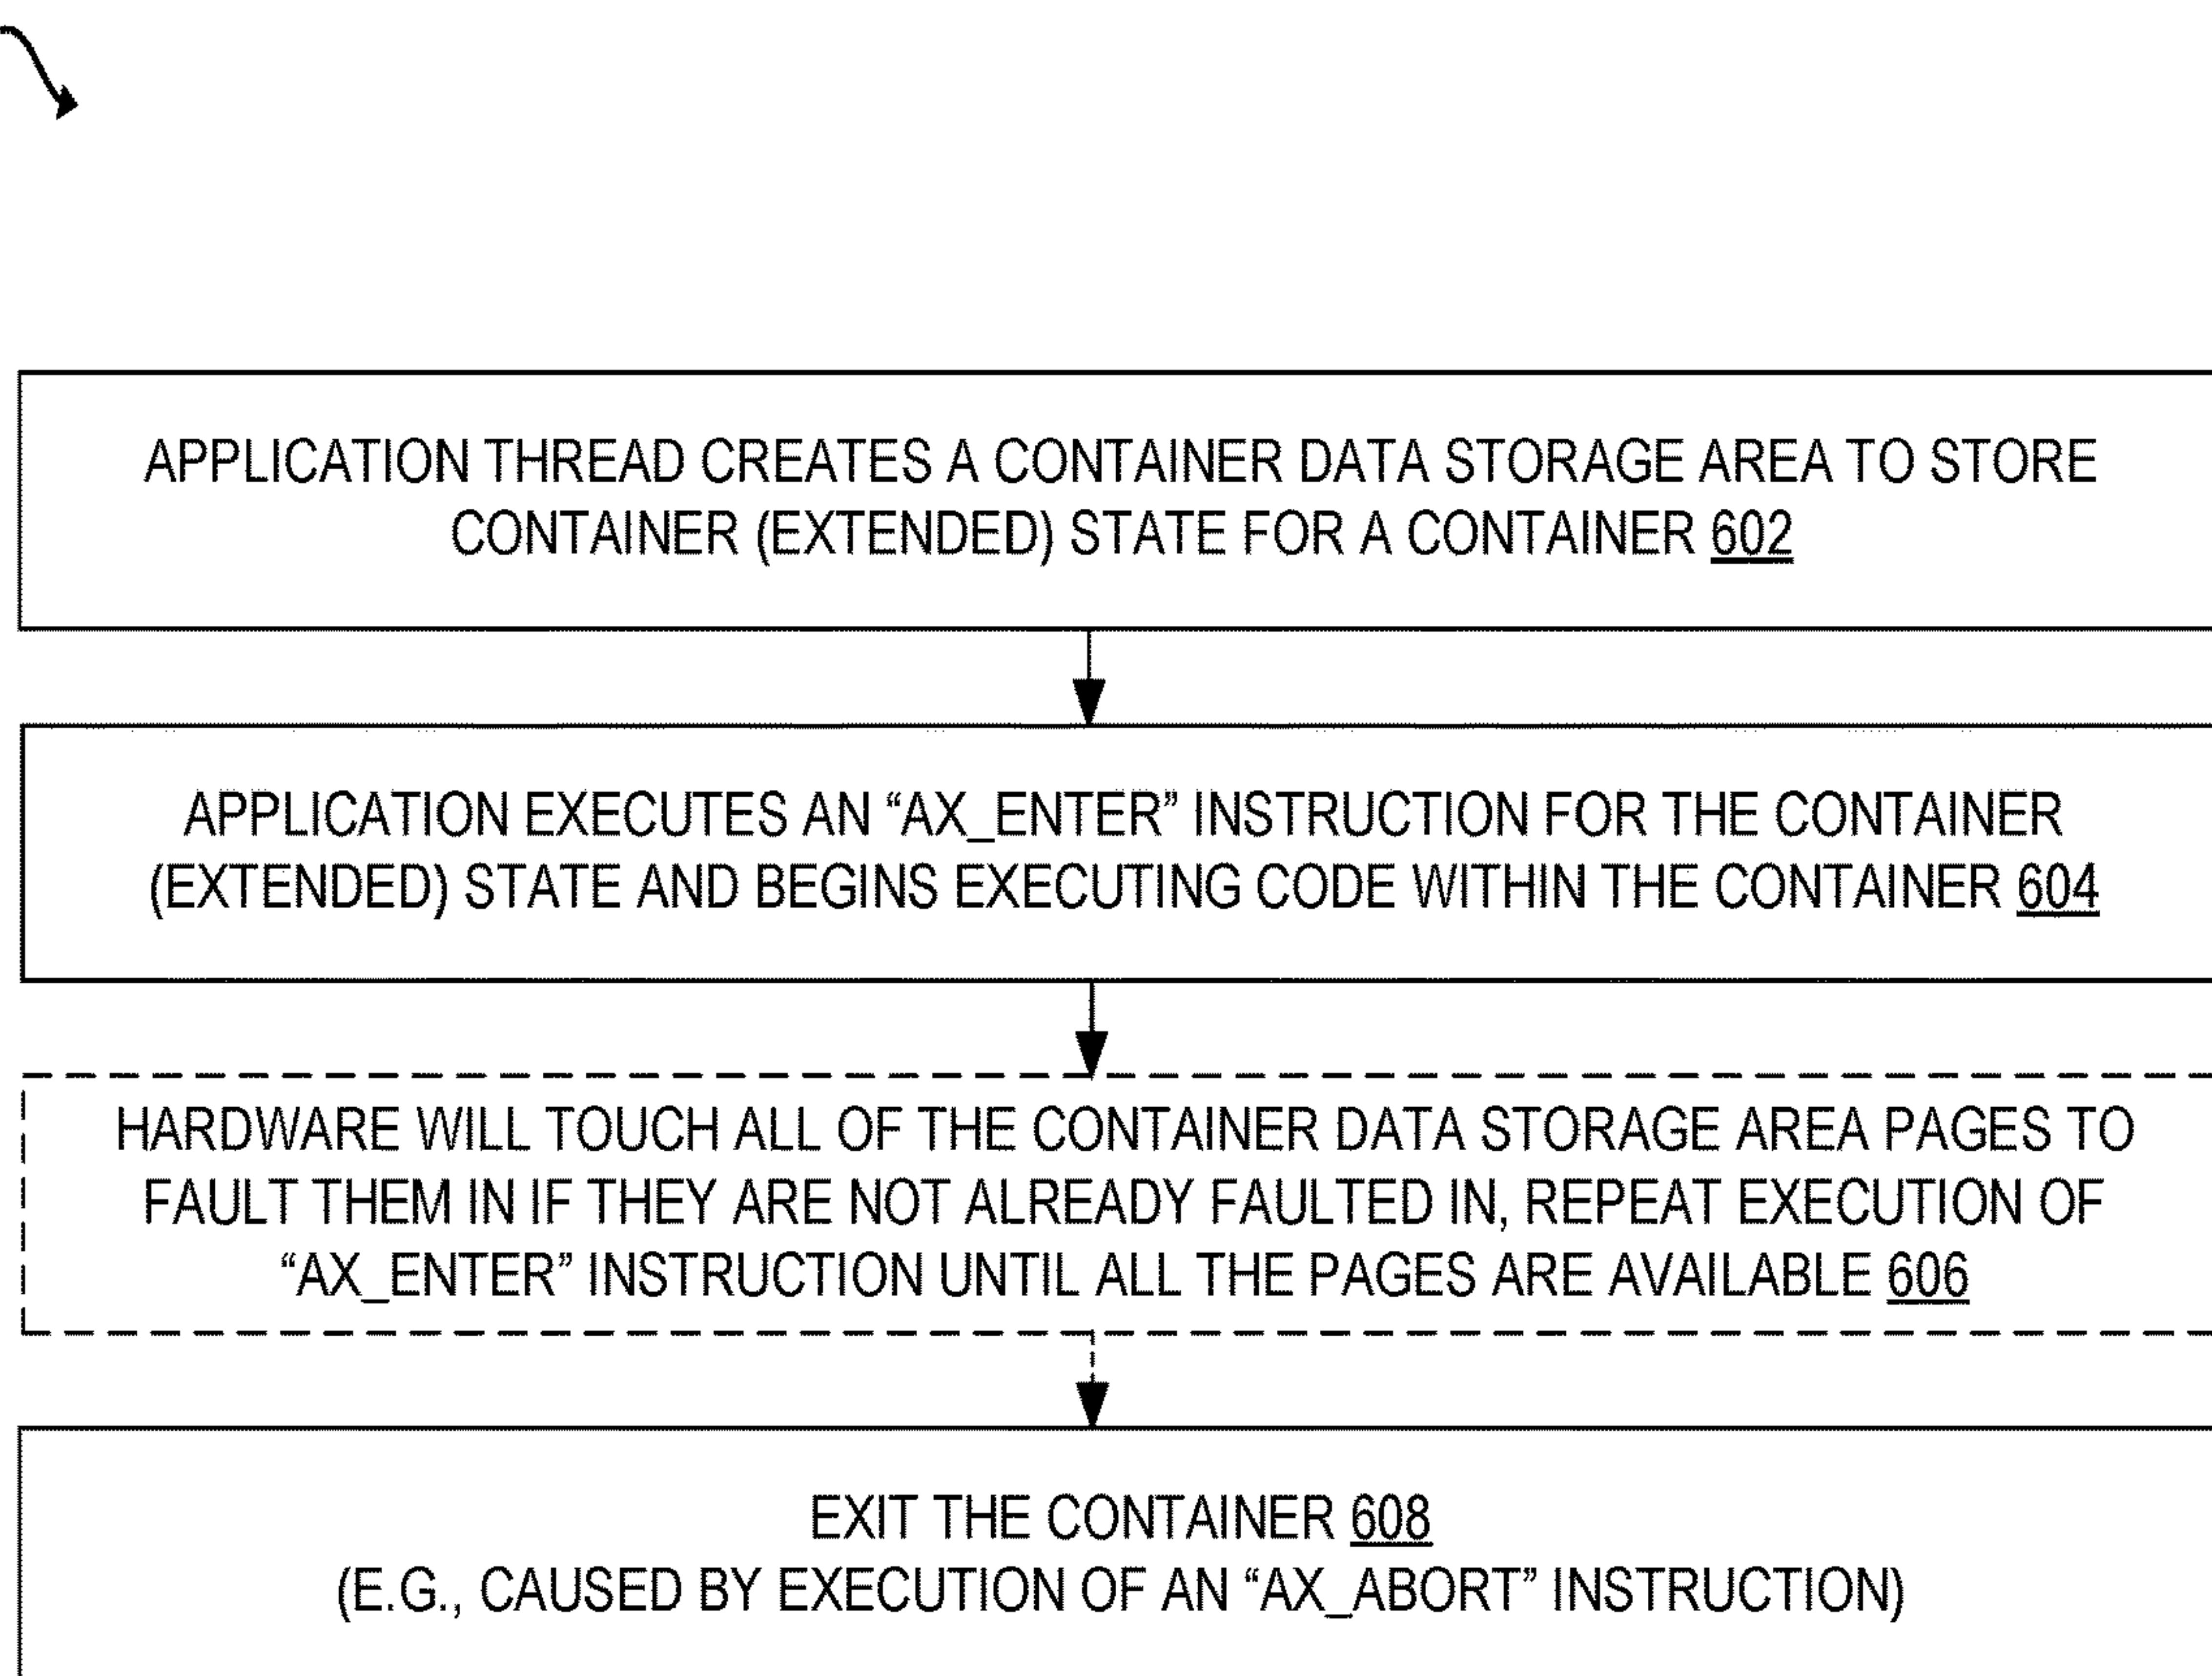 APPLICATION THREAD CREATES A CONTAINER DATA STORAGE AREA TO STORE
CONTAINER (EXTENDED) STATE FOR A CONTAINER 602
APPLICATION EXECUTES AN “AX_ENTER” INSTRUCTION FOR THE CONTAINER
(EXTENDED) STATE AND BEGINS EXECUTING CODE WITHIN THE CONTAINER 604
HARDWARE WILL TOUCH ALL OF THE CONTAINER DATA STORAGE AREA PAGES TO
FAULT THEM IN IF THEY ARE NOT ALREADY FAULTED IN, REPEAT EXECUTION OF
“AX_ENTER” INSTRUCTION UNTIL ALL THE PAGES ARE AVAILABLE 606
EXIT THE CONTAINER 608
(E.G., CAUSED BY EXECUTION OF AN “AX_ABORT” INSTRUCTION)